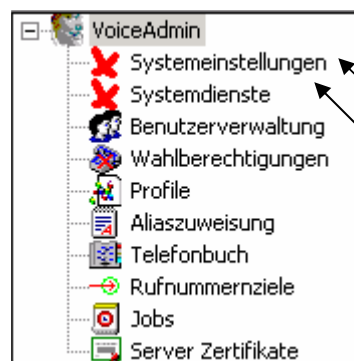 VoiceAdmin
Systemeinstellungen
Systemdienste
Benutzerverwaltung
Wahlberechtigungen
Profile
Aliaszuweisung
Telefonbuch
Rufnummernziele
Jobs
Server Zertifikate